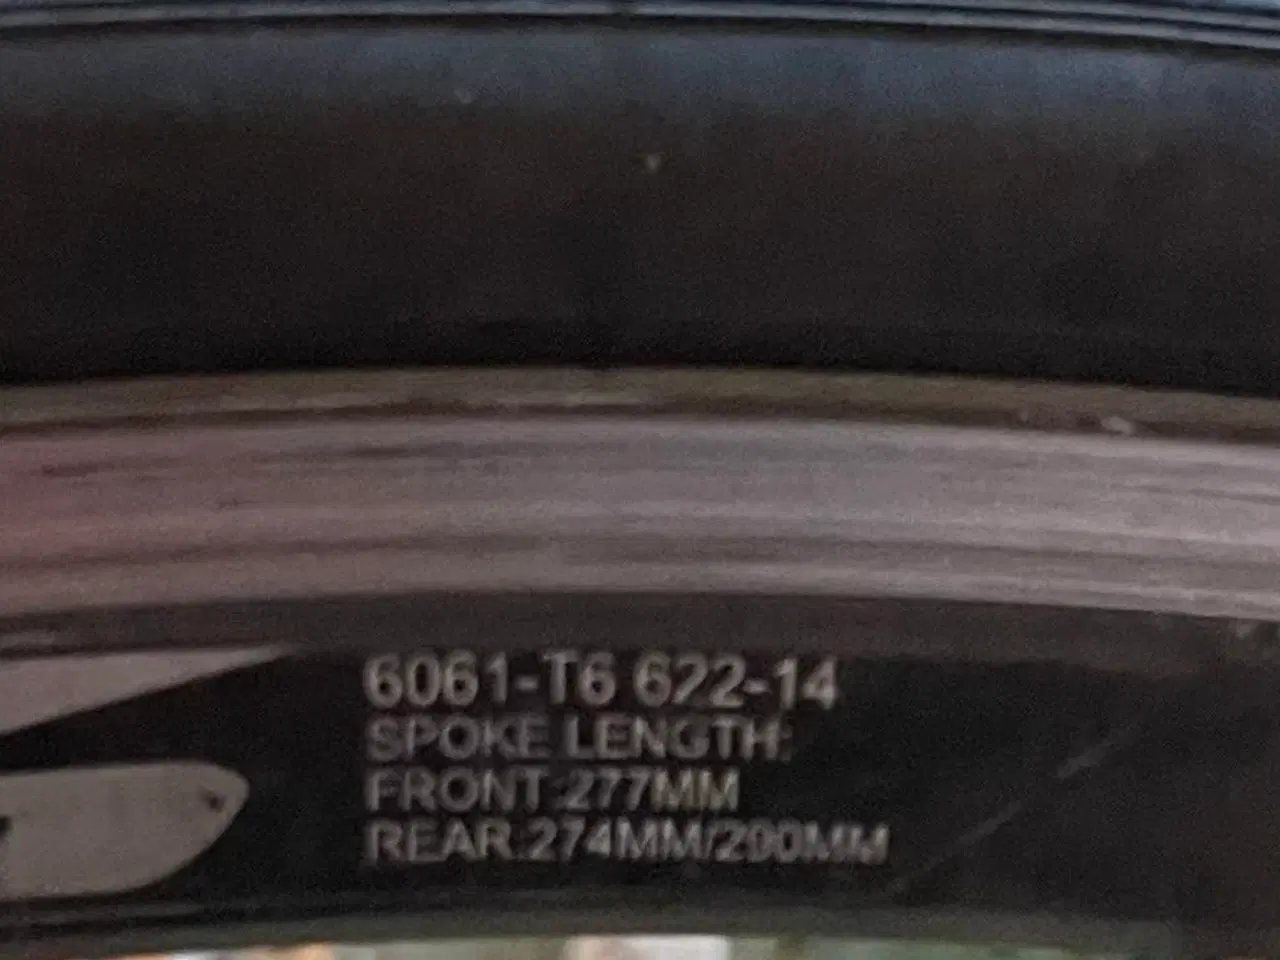 6061-T6 622-14
SPOKE LENGTH:
FRONT:277MM
REAR:274MM/290MM